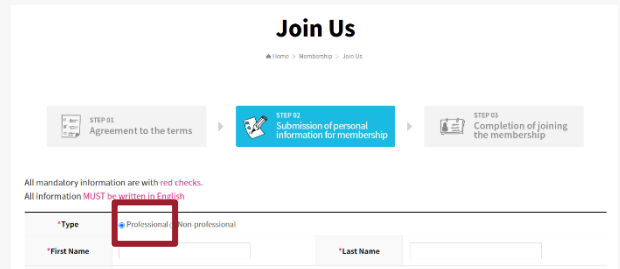 Join Us
Home > Membership > Join Us
STEP 01
Agreement to the terms
STEP 02
Submission of personal
information for membership
STEP 03
Completion of joining
the membership
All mandatory information are with red checks.
All information MUST be written in English
*Type Professional Non-professional
*First Name *Last Name